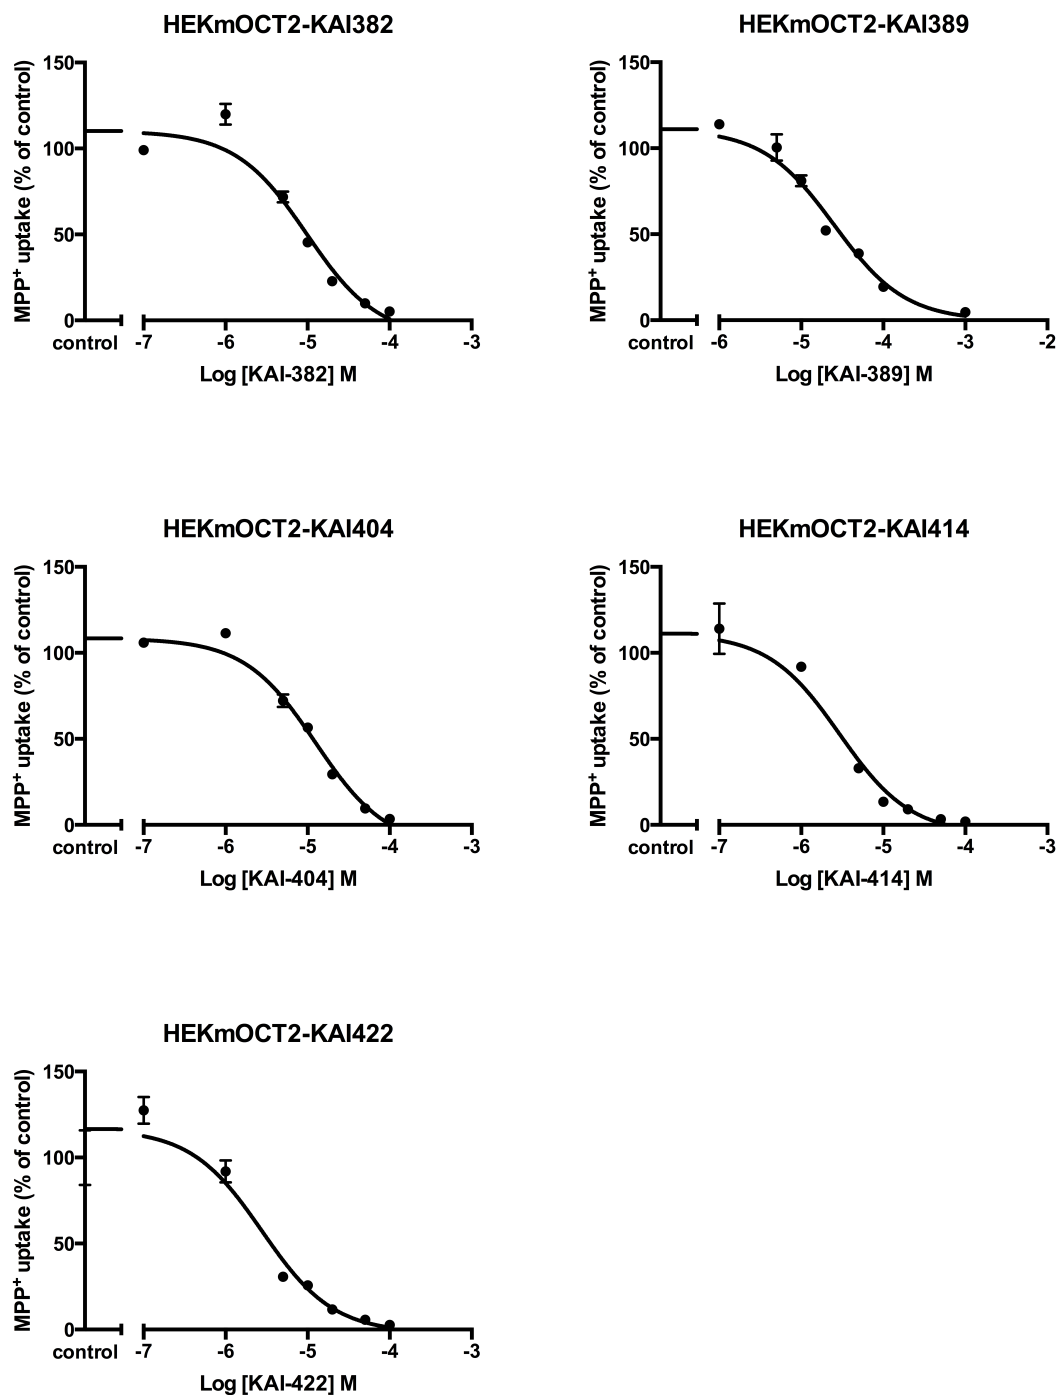 HEKmOCT2-KAI382
MPP+ uptake (% of control)
150
100
50
0
control
-7
-6
-5
-4
-3
Log [KAI-382] M
HEKmOCT2-KAI389
MPP+ uptake (% of control)
150
100
50
0
control
-6
-5
-4
-3
-2
Log [KAI-389] M
HEKmOCT2-KAI404
MPP+ uptake (% of control)
150
100
50
0
control
-7
-6
-5
-4
-3
Log [KAI-404] M
HEKmOCT2-KAI414
MPP+ uptake (% of control)
150
100
50
0
control
-7
-6
-5
-4
-3
Log [KAI-414] M
HEKmOCT2-KAI422
MPP+ uptake (% of control)
150
100
50
0
control
-7
-6
-5
-4
-3
Log [KAI-422] M